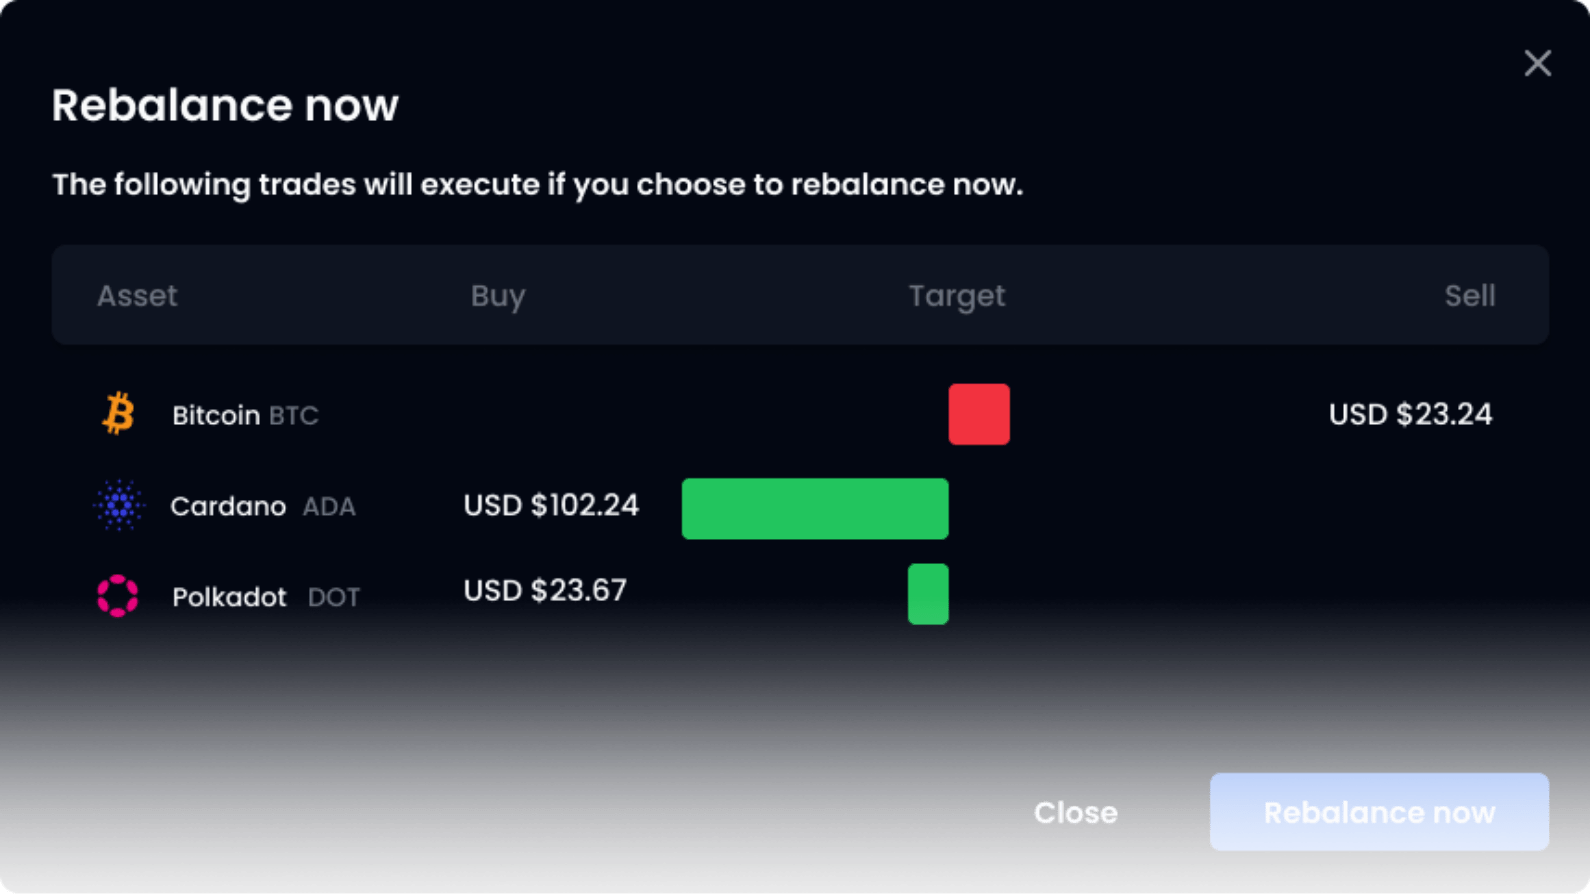 Rebalance now
The following trades will execute if you choose to rebalance now.
Asset Buy Target Sell
Bitcoin BTC USD $23.24
Cardano ADA USD $102.24
Polkadot DOT USD $23.67
Close Rebalance now